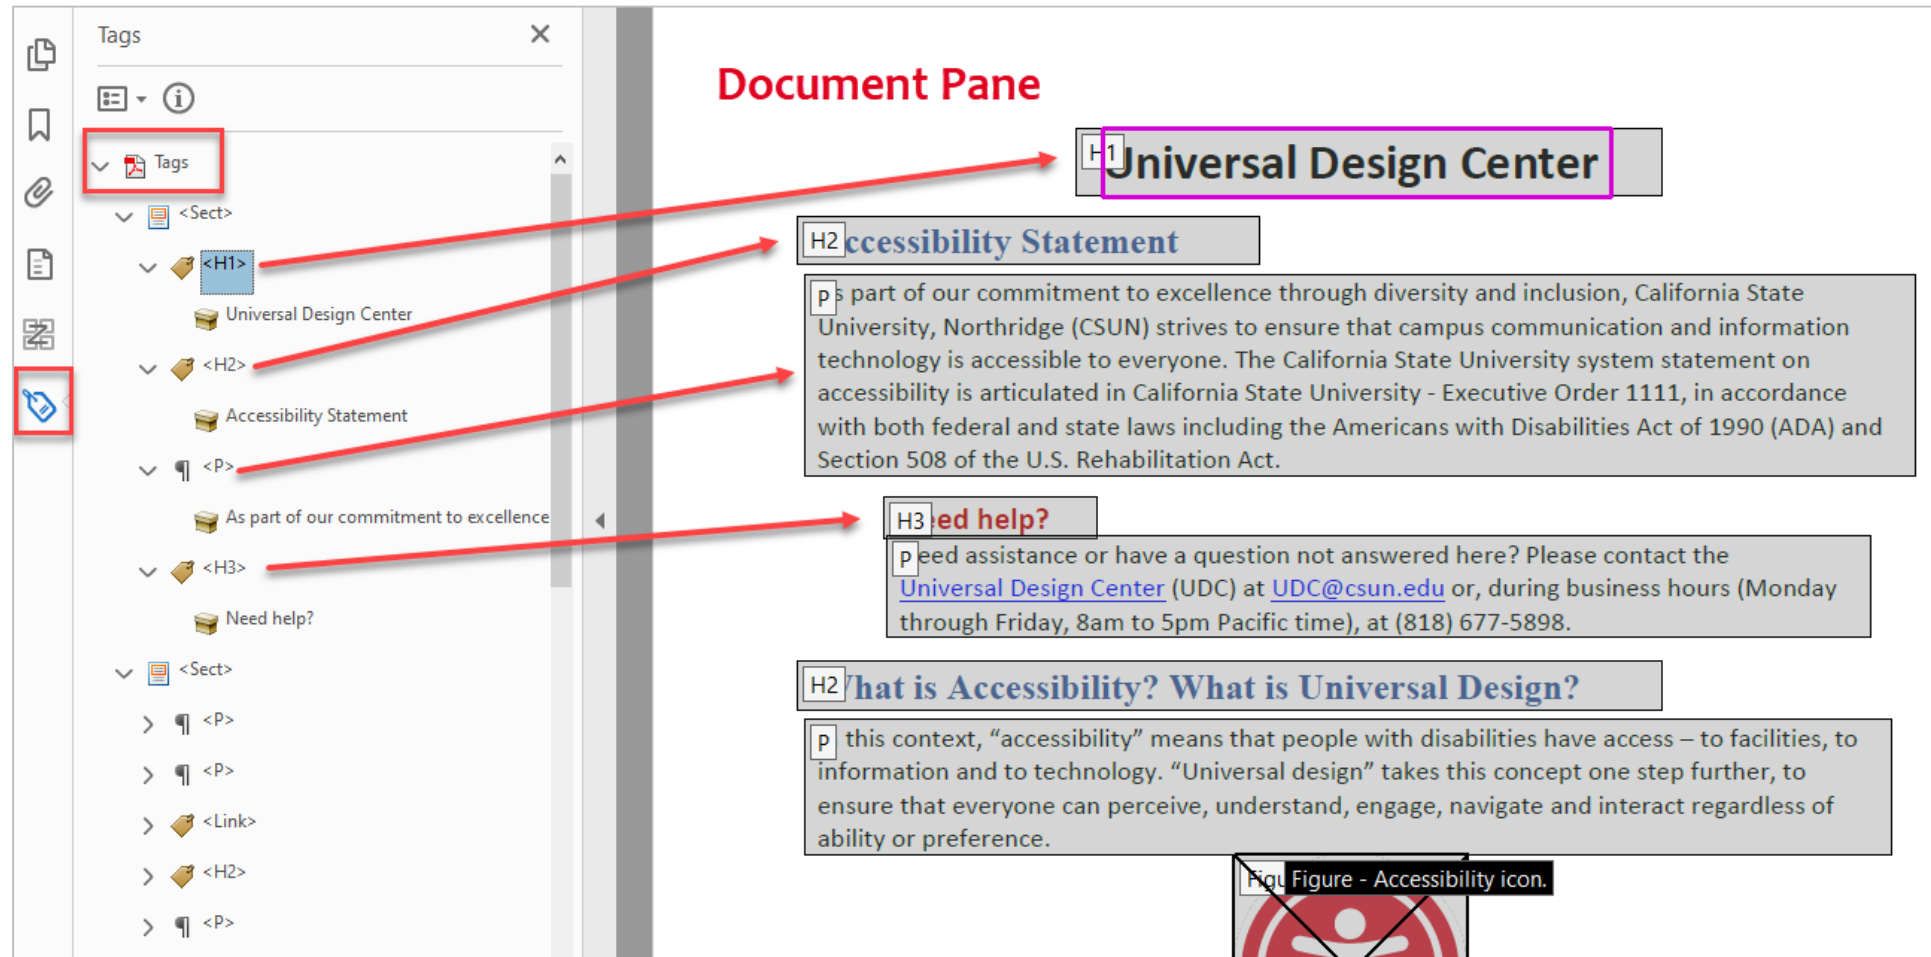 Tags
Tags
<Sect>
<H1>
Universal Design Center
<H2>
Accessibility Statement
<P>
As part of our commitment to excellence
<H3>
Need help?
<Sect>
<P>
<P>
<Link>
<H2>
<P>
Document Pane
H1 Universal Design Center
H2 ccessibility Statement
P s part of our commitment to excellence through diversity and inclusion, California State
University, Northridge (CSUN) strives to ensure that campus communication and information
technology is accessible to everyone. The California State University system statement on
accessibility is articulated in California State University - Executive Order 1111, in accordance
with both federal and state laws including the Americans with Disabilities Act of 1990 (ADA) and
Section 508 of the U.S. Rehabilitation Act.
H3 eed help?
P eed assistance or have a question not answered here? Please contact the
Universal Design Center (UDC) at UDC@csun.edu or, during business hours (Monday
through Friday, 8am to 5pm Pacific time), at (818) 677-5898.
H2 hat is Accessibility? What is Universal Design?
P this context, “accessibility” means that people with disabilities have access – to facilities, to
information and to technology. “Universal design” takes this concept one step further, to
ensure that everyone can perceive, understand, engage, navigate and interact regardless of
ability or preference.
Figu Figure - Accessibility icon.